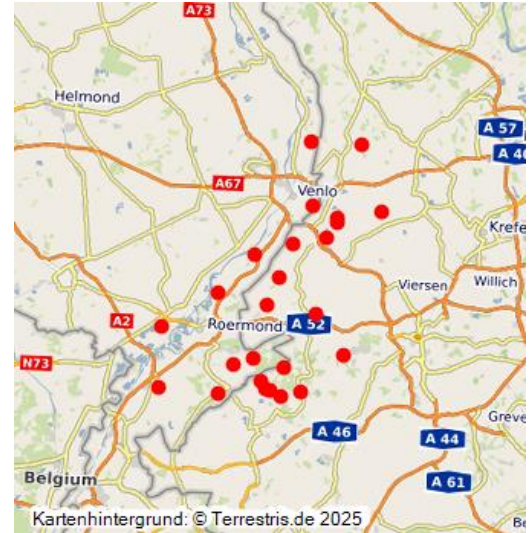 A73
Helmond
A 57
A 40
A67
Venlo
Krefe
Viersen
Willich
A2
Roermond
A 52
N73
A 46
Greve
A 44
Belgium
A 61
Be
Kartenhintergrund: © Terrestris.de 2025